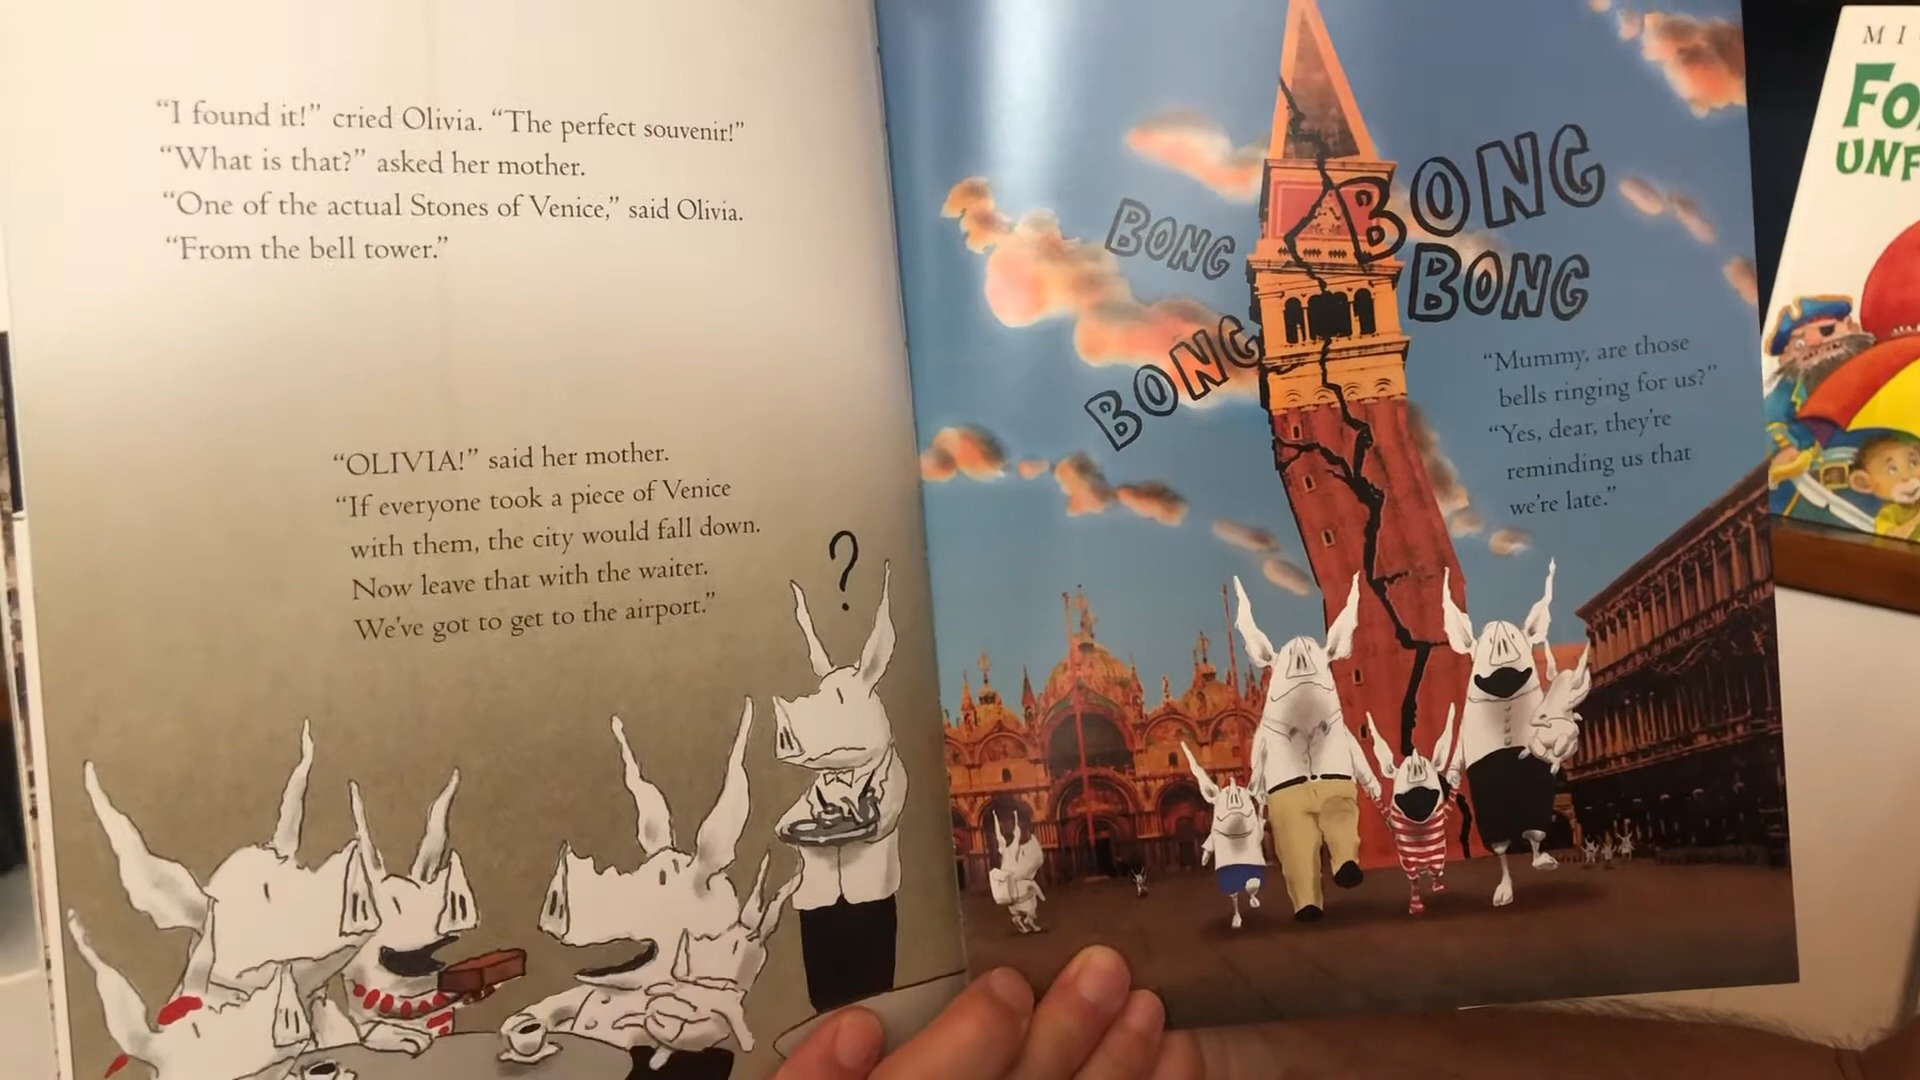 “I found it!” cried Olivia. “The perfect souvenir!”
“What is that?” asked her mother.
“One of the actual Stones of Venice,” said Olivia.
“From the bell tower.”
“OLIVIA!” said her mother.
“If everyone took a piece of Venice
with them, the city would fall down.
Now leave that with the waiter.
We’ve got to get to the airport.”
?
BONG
BONG
BONG
BONG
“Mummy, are those
bells ringing for us?”
“Yes, dear, they’re
reminding us that
we’re late.”